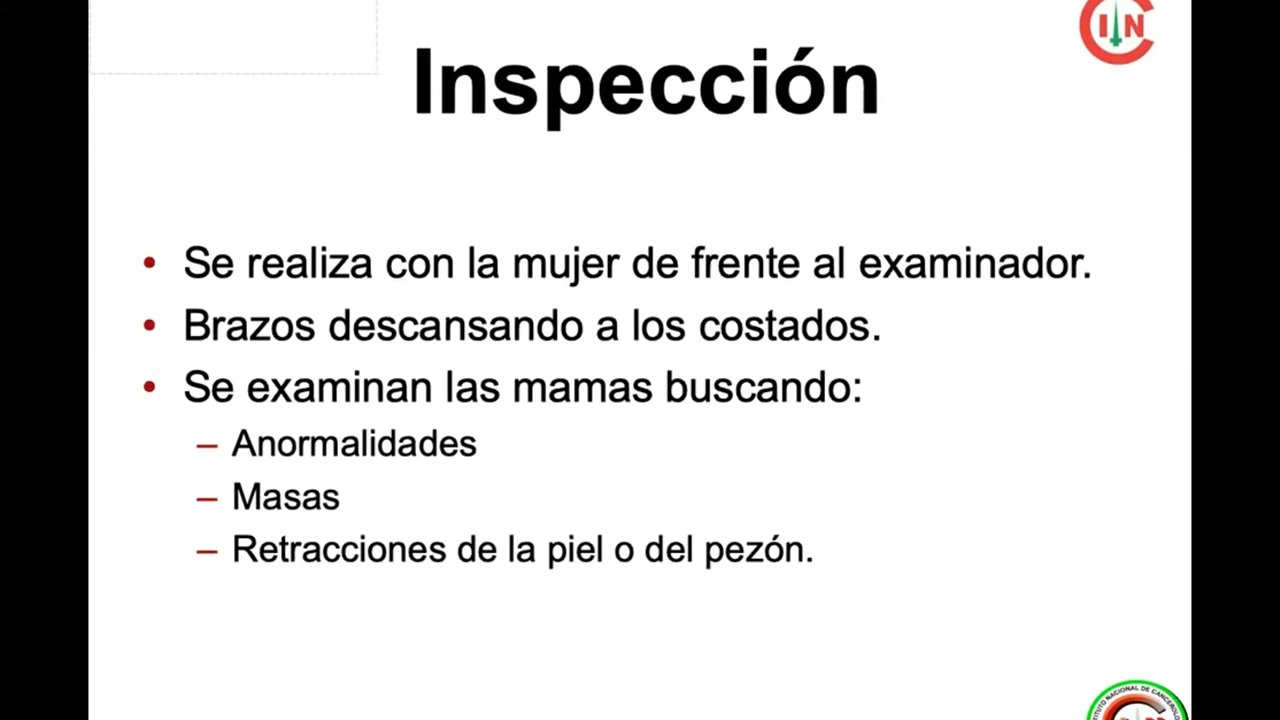 Inspección
• Se realiza con la mujer de frente al examinador.
• Brazos descansando a los costados.
• Se examinan las mamas buscando:
– Anormalidades
– Masas
– Retracciones de la piel o del pezón.